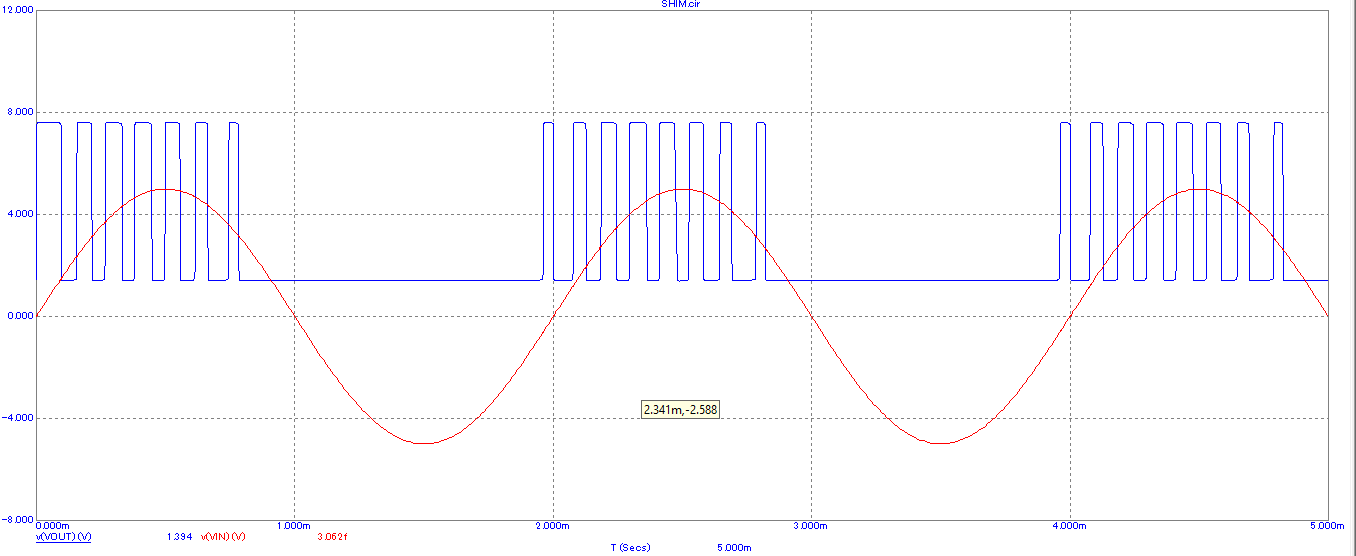 SHIM.cir
12.000
8.000
4.000
0.000
2.341m,-2.588
-4.000
-8.000
0.000m 1.000m 2.000m 3.000m 4.000m 5.000m
v(VOUT) (V) 1.394 v(VIN) (V) 3.062f
T (Secs) 5.000m